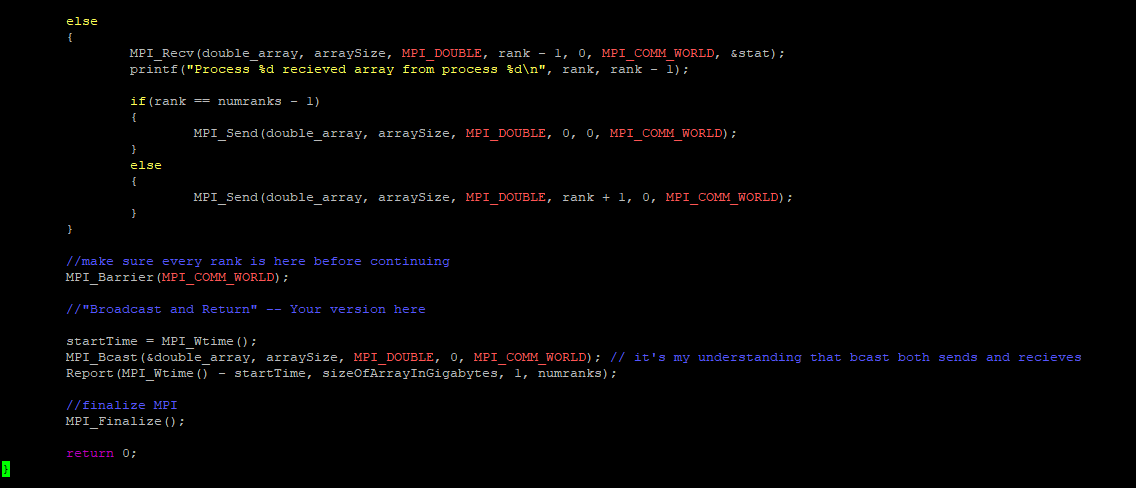 else
{
MPI_Recv(double_array, arraySize, MPI_DOUBLE, rank - 1, 0, MPI_COMM_WORLD, &stat);
printf("Process %d recieved array from process %d\n", rank, rank - 1);
if(rank == numranks - 1)
{
MPI_Send(double_array, arraySize, MPI_DOUBLE, 0, 0, MPI_COMM_WORLD);
}
else
{
MPI_Send(double_array, arraySize, MPI_DOUBLE, rank + 1, 0, MPI_COMM_WORLD);
}
}
//make sure every rank is here before continuing
MPI_Barrier(MPI_COMM_WORLD);
//"Broadcast and Return" -- Your version here
startTime = MPI_Wtime();
MPI_Bcast(&double_array, arraySize, MPI_DOUBLE, 0, MPI_COMM_WORLD); // it's my understanding that bcast both sends and recieves
Report(MPI_Wtime() - startTime, sizeOfArrayInGigabytes, 1, numranks);
//finalize MPI
MPI_Finalize();
return 0;
}